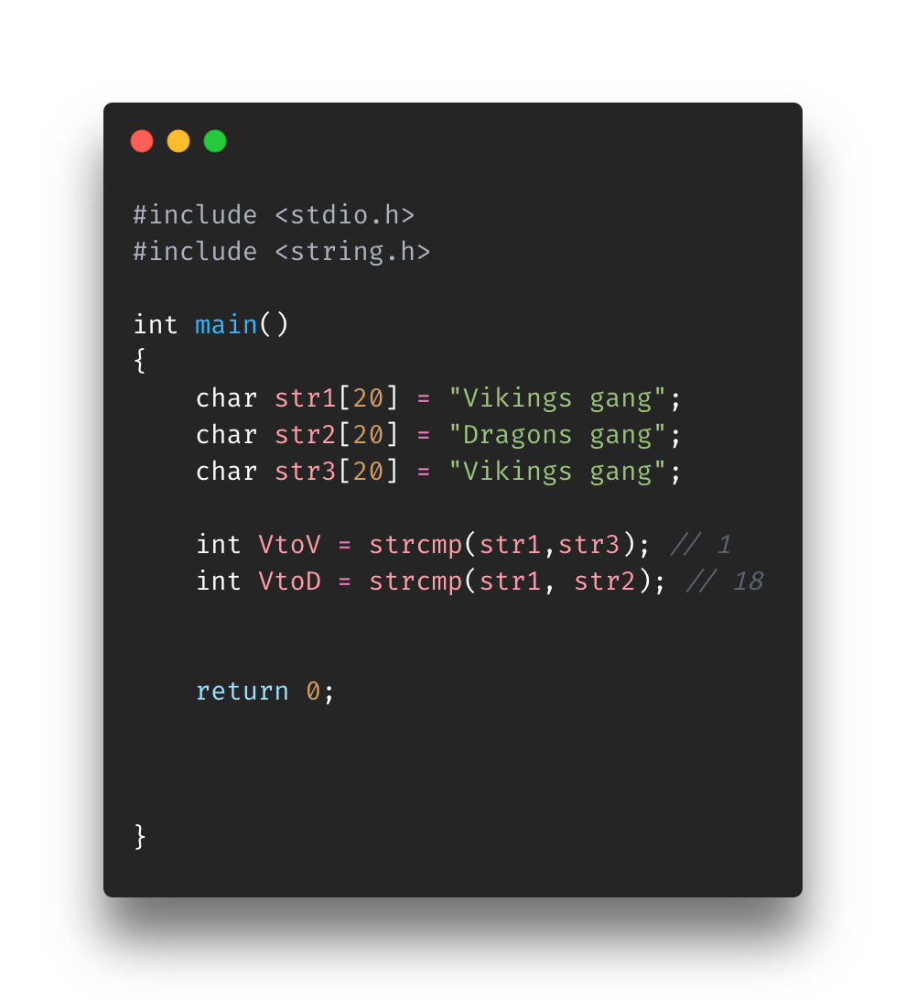 #include <stdio.h>
#include <string.h>
int main()
{
    char str1[20] = "Vikings gang";
    char str2[20] = "Dragons gang";
    char str3[20] = "Vikings gang";
    int VtoV = strcmp(str1,str3); // 1
    int VtoD = strcmp(str1, str2); // 18
    return 0;
}